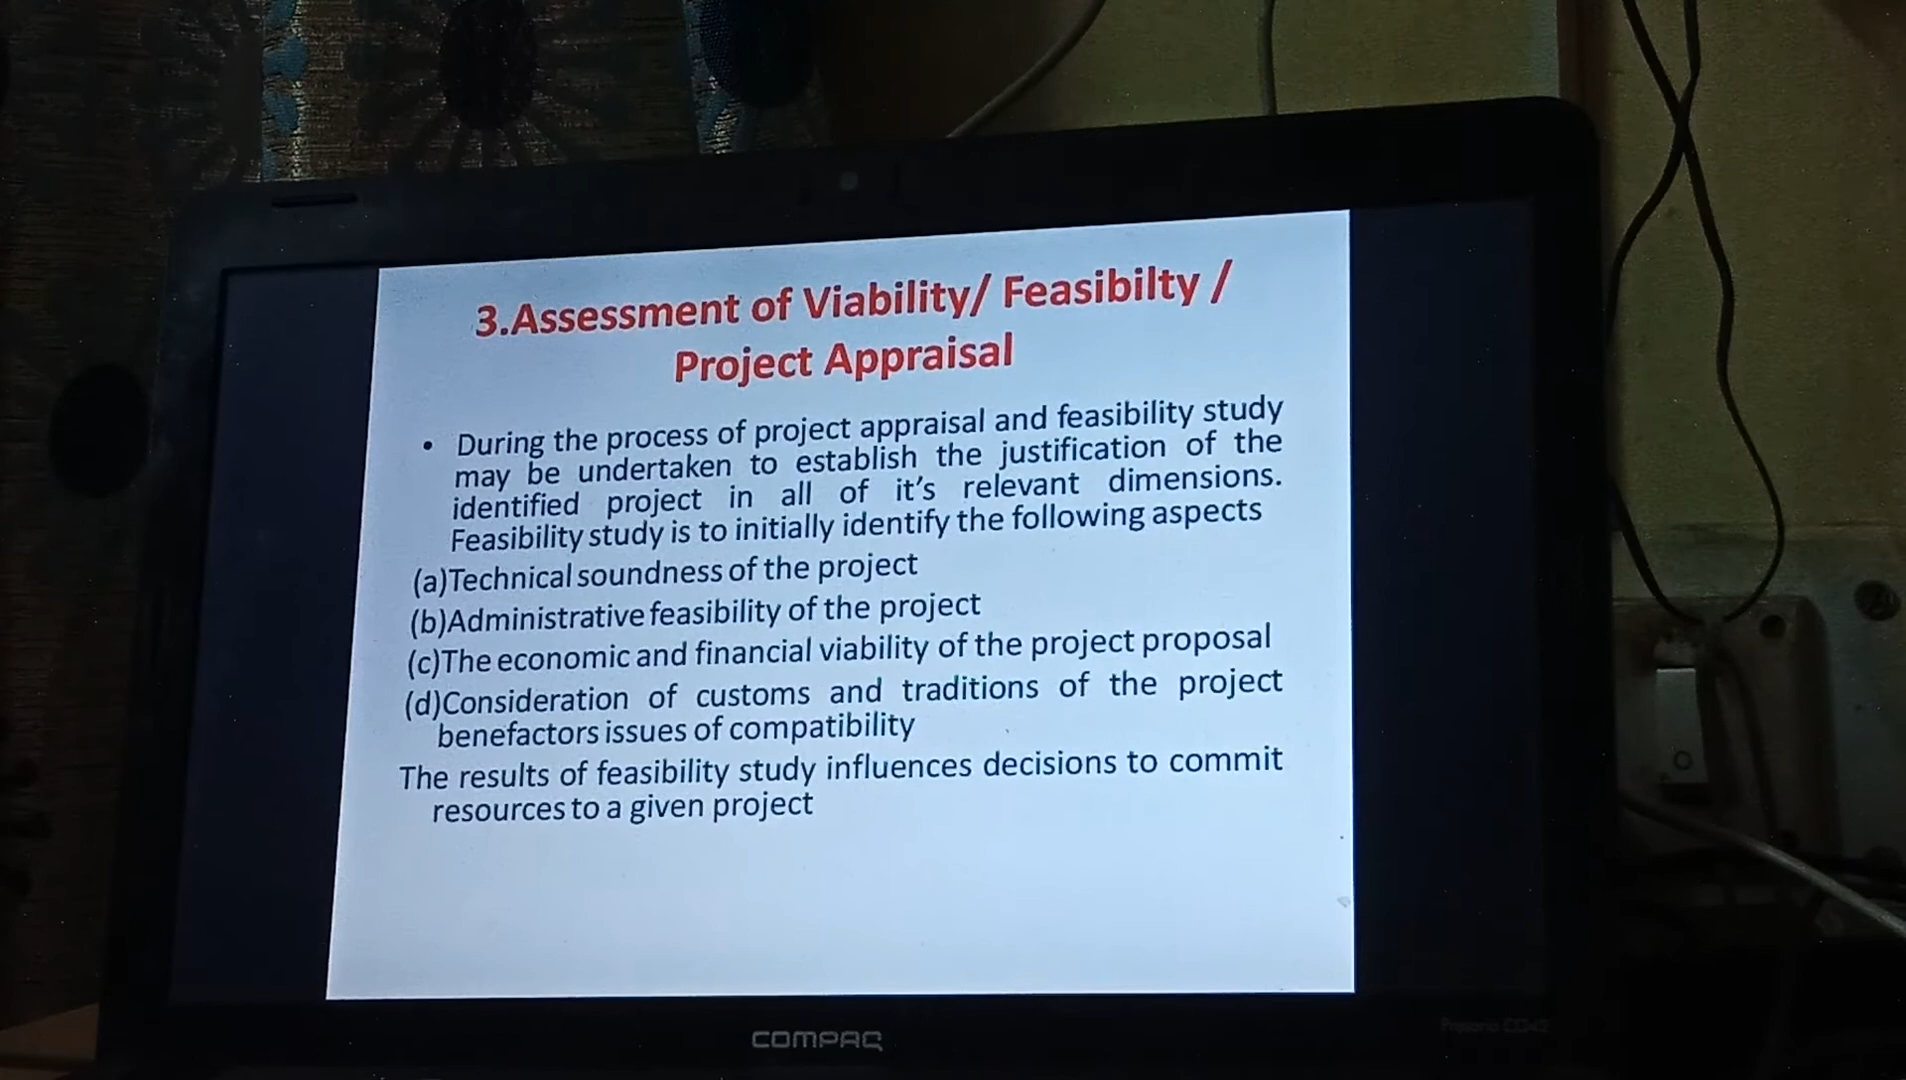 3.Assessment of Viability/ Feasibilty /
Project Appraisal
• During the process of project appraisal and feasibility study
may be undertaken to establish the justification of the
identified project in all of it's relevant dimensions.
Feasibility study is to initially identify the following aspects
(a)Technical soundness of the project
(b)Administrative feasibility of the project
(c)The economic and financial viability of the project proposal
(d)Consideration of customs and traditions of the project
benefactors issues of compatibility
The results of feasibility study influences decisions to commit
resources to a given project
COMPAQ